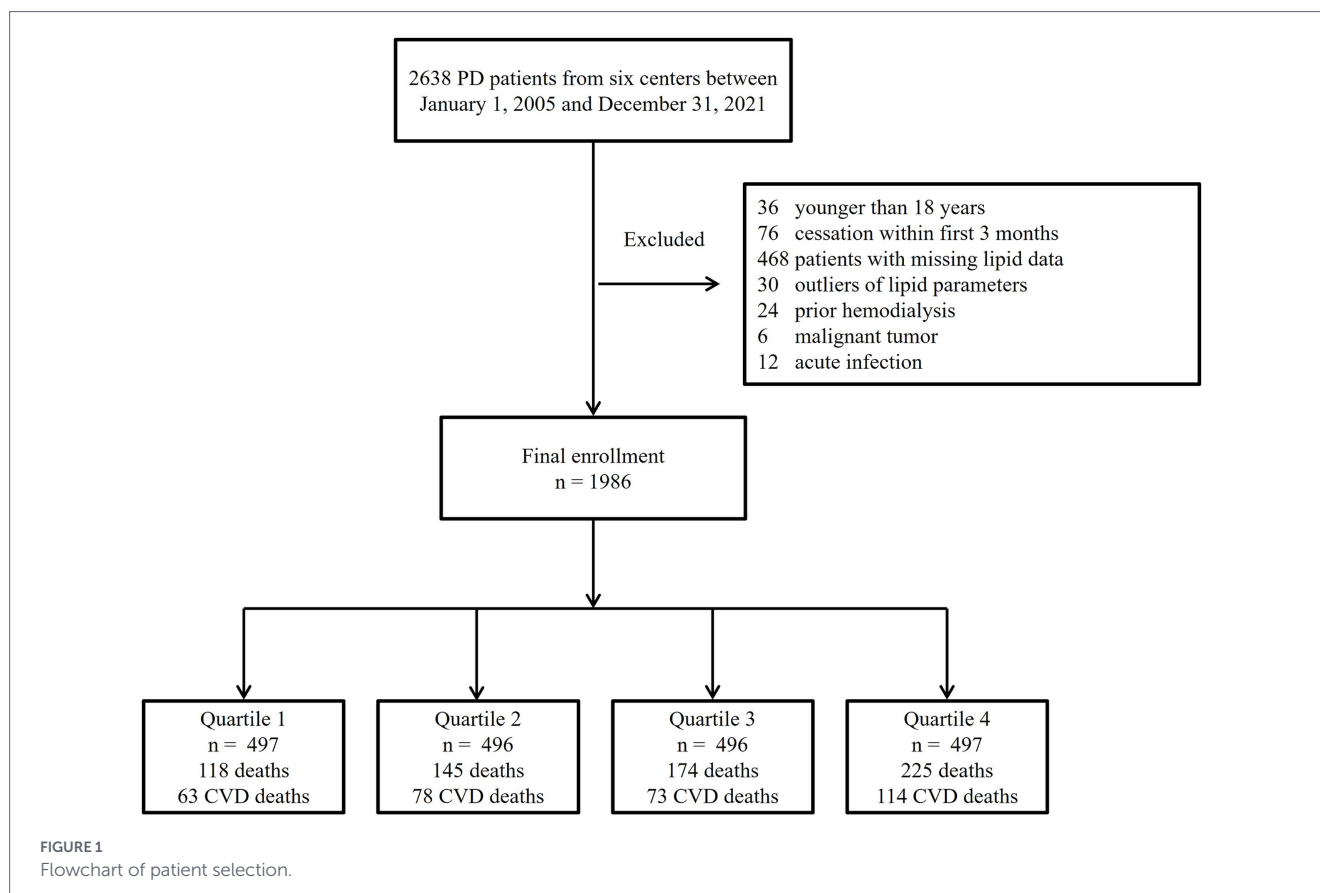 2638 PD patients from six centers between
January 1, 2005 and December 31, 2021
Excluded
36 younger than 18 years
76 cessation within first 3 months
468 patients with missing lipid data
30 outliers of lipid parameters
24 prior hemodialysis
6 malignant tumor
12 acute infection
Final enrollment
n = 1986
Quartile 1
n = 497
118 deaths
63 CVD deaths
Quartile 2
n = 496
145 deaths
78 CVD deaths
Quartile 3
n = 496
174 deaths
73 CVD deaths
Quartile 4
n = 497
225 deaths
114 CVD deaths
FIGURE 1
Flowchart of patient selection.